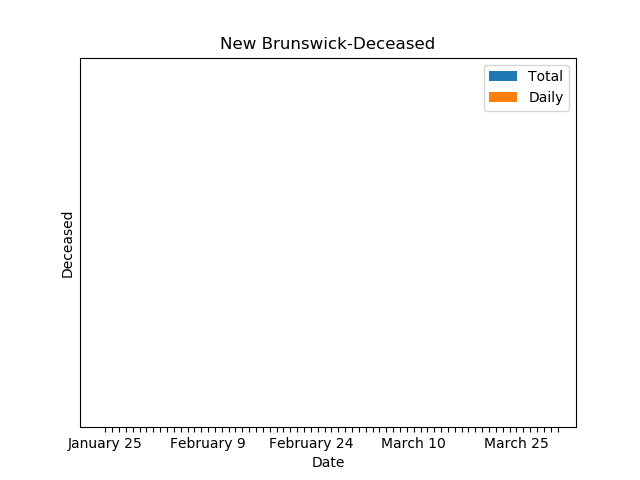 New Brunswick-Deceased
Total
Daily
Deceased
January 25 February 9 February 24 March 10 March 25
Date